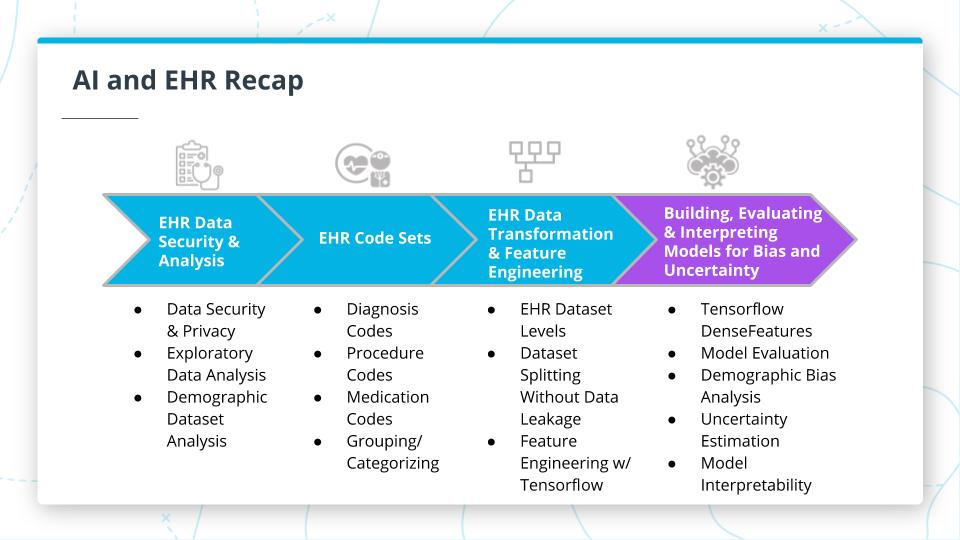 AI and EHR Recap
EHR Data
Security &
Analysis
EHR Code Sets
EHR Data
Transformation
& Feature
Engineering
Building, Evaluating
& Interpreting
Models for Bias and
Uncertainty
● Data Security
& Privacy
● Exploratory
Data Analysis
● Demographic
Dataset
Analysis
● Diagnosis
Codes
● Procedure
Codes
● Medication
Codes
● Grouping/
Categorizing
● EHR Dataset
Levels
● Dataset
Splitting
Without Data
Leakage
● Feature
Engineering w/
Tensorflow
● Tensorflow
DenseFeatures
● Model Evaluation
● Demographic Bias
Analysis
● Uncertainty
Estimation
● Model
Interpretability